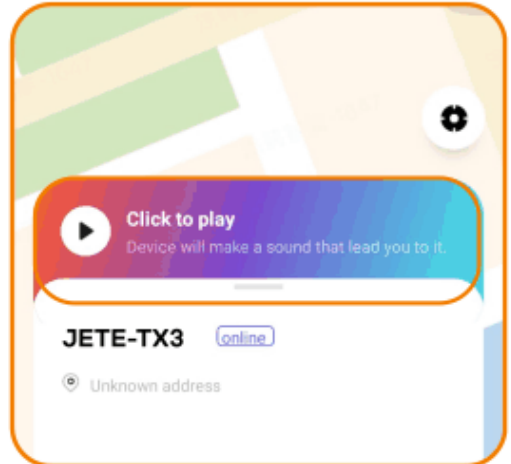 Click to play
Device will make a sound that lead you to it.
JETE-TX3 online
Unknown address